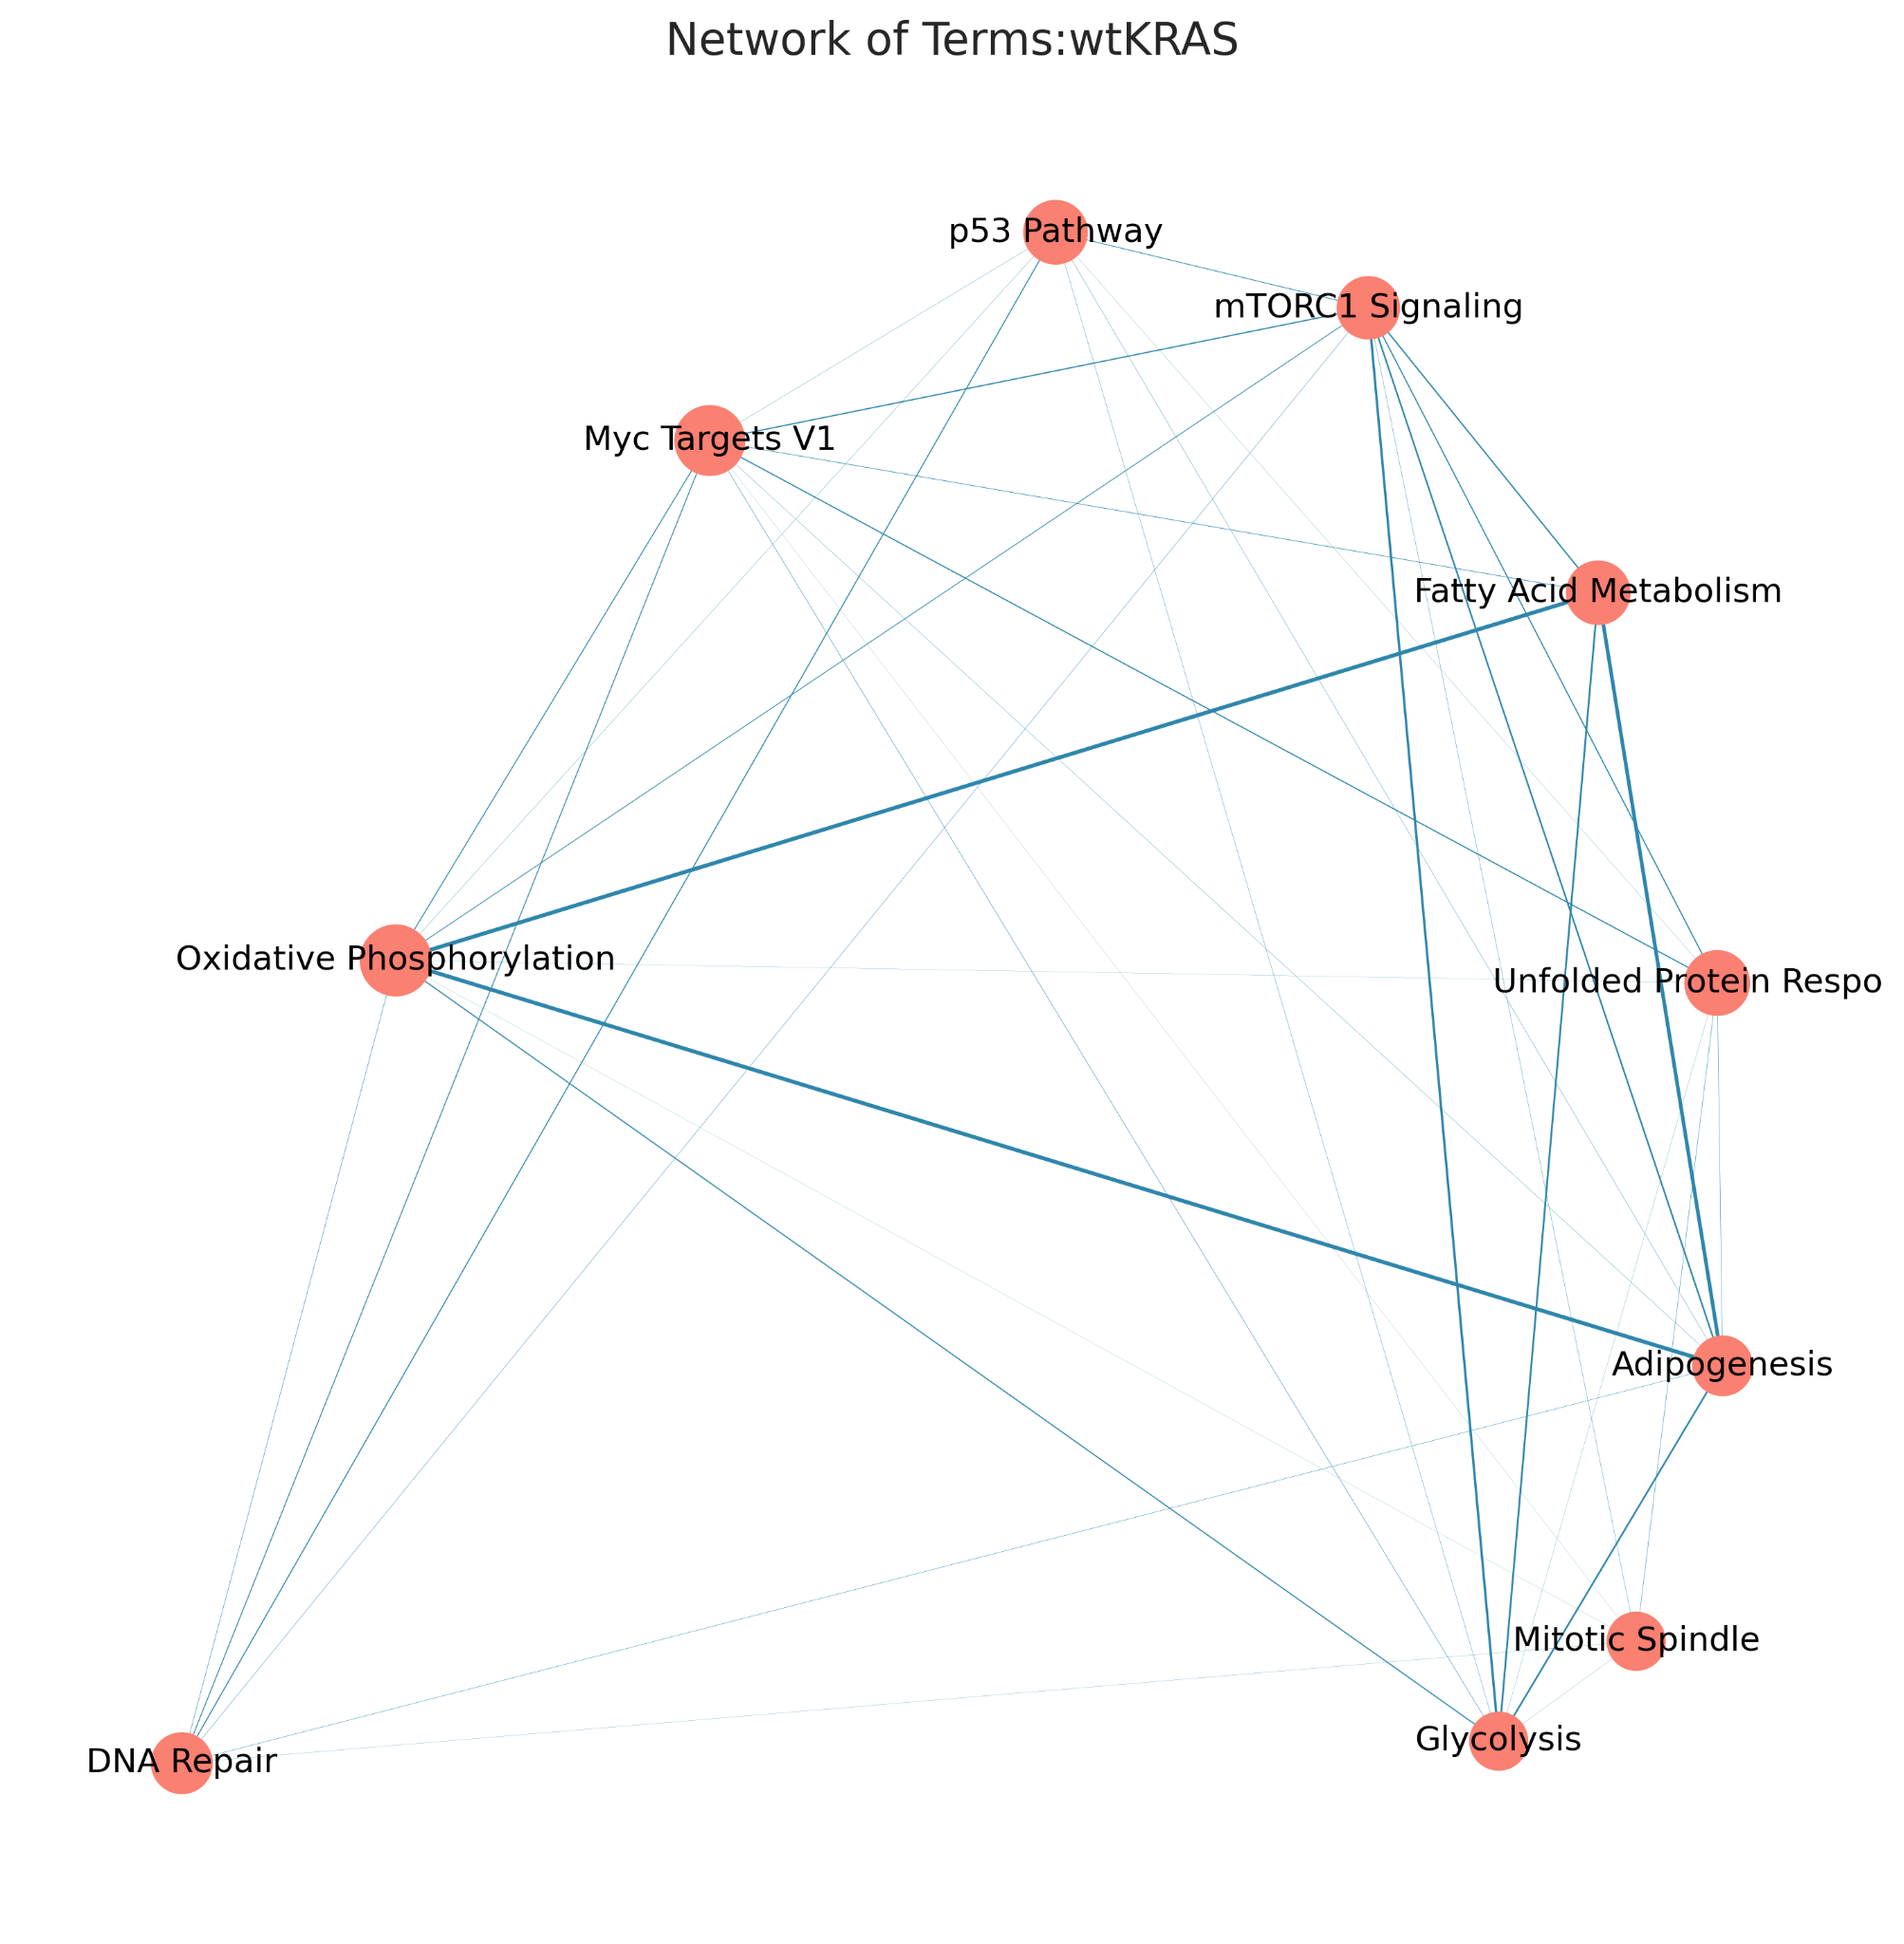 Network of Terms:wtKRAS
p53 Pathway
mTORC1 Signaling
Myc Targets V1
Fatty Acid Metabolism
Oxidative Phosphorylation
Unfolded Protein Respo
Adipogenesis
Mitotic Spindle
Glycolysis
DNA Repair